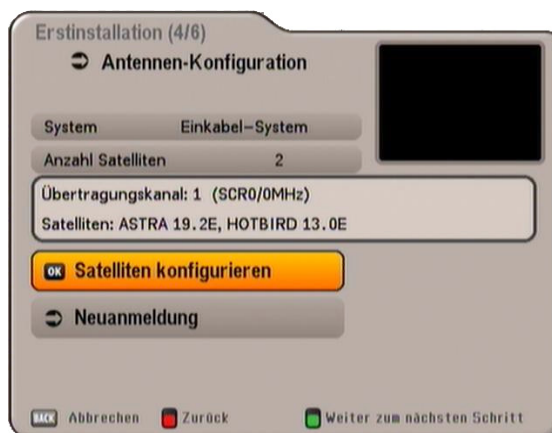 Erstinstallation (4/6)
Antennen-Konfiguration
System Einkabel-System
Anzahl Satelliten 2
Übertragungskanal: 1 (SCR0/0MHz)
Satelliten: ASTRA 19.2E, HOTBIRD 13.0E
OK Satelliten konfigurieren
Neuanmeldung
BACK Abbrechen Zurück Weiter zum nächsten Schritt